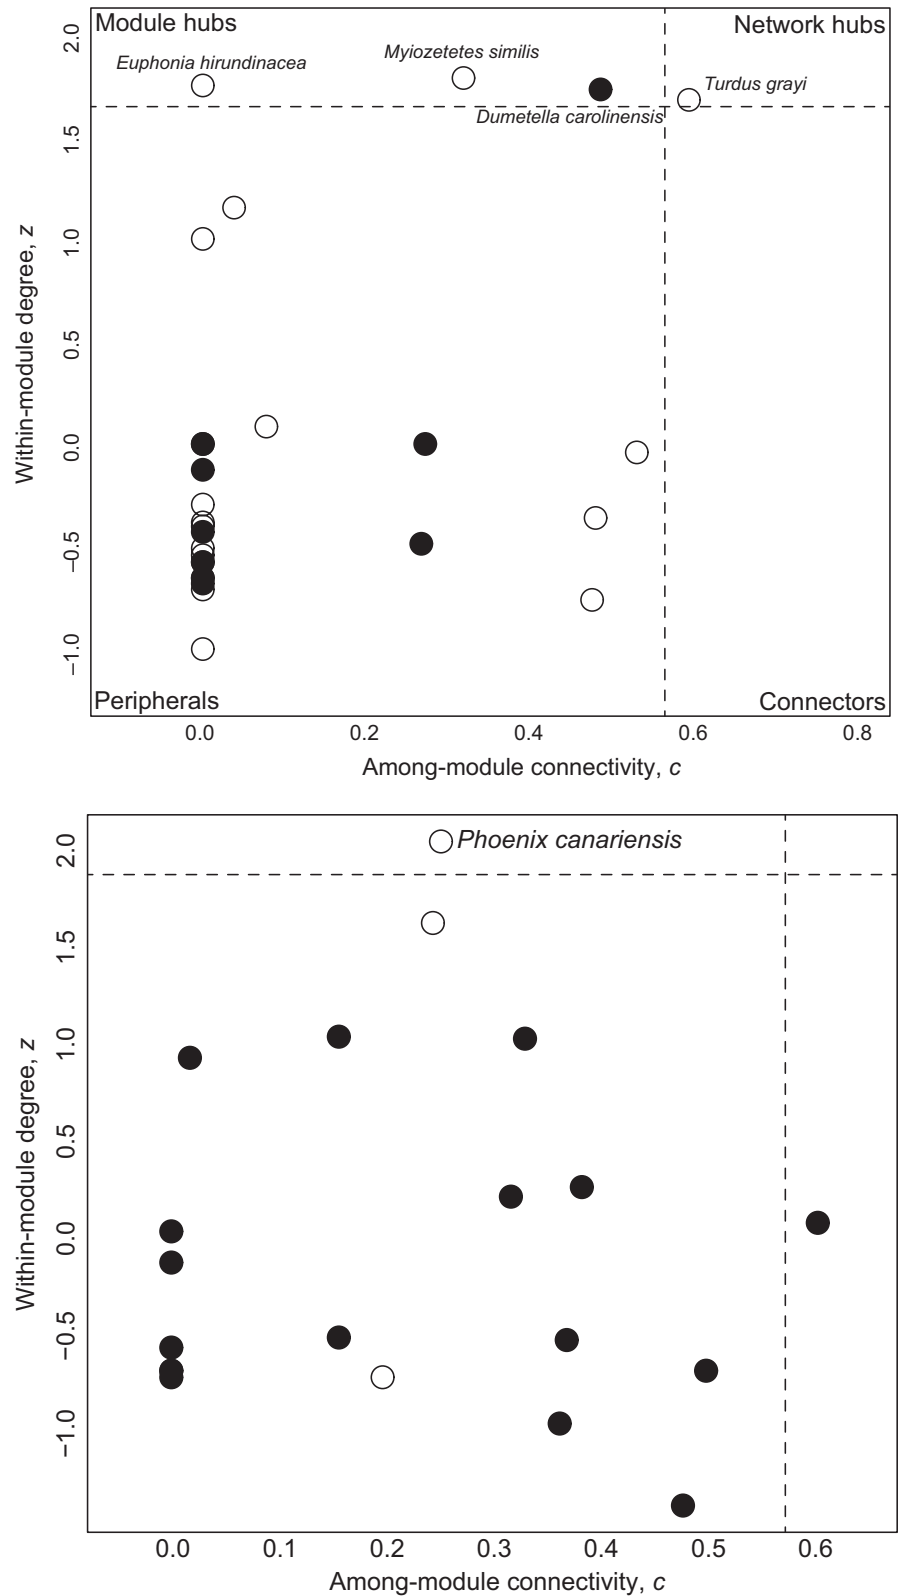 Module hubs
Network hubs
Euphonia hirundinacea
Myiozetetes similis
Turdus grayi
Dumetella carolinensis
Within-module degree, z
2.0
1.5
1.0
0.5
0.0
−0.5
−1.0
Peripherals
Connectors
0.0 0.2 0.4 0.6 0.8
Among-module connectivity, c
Phoenix canariensis
Within-module degree, z
2.0
1.5
1.0
0.5
0.0
−0.5
−1.0
0.0 0.1 0.2 0.3 0.4 0.5 0.6
Among-module connectivity, c